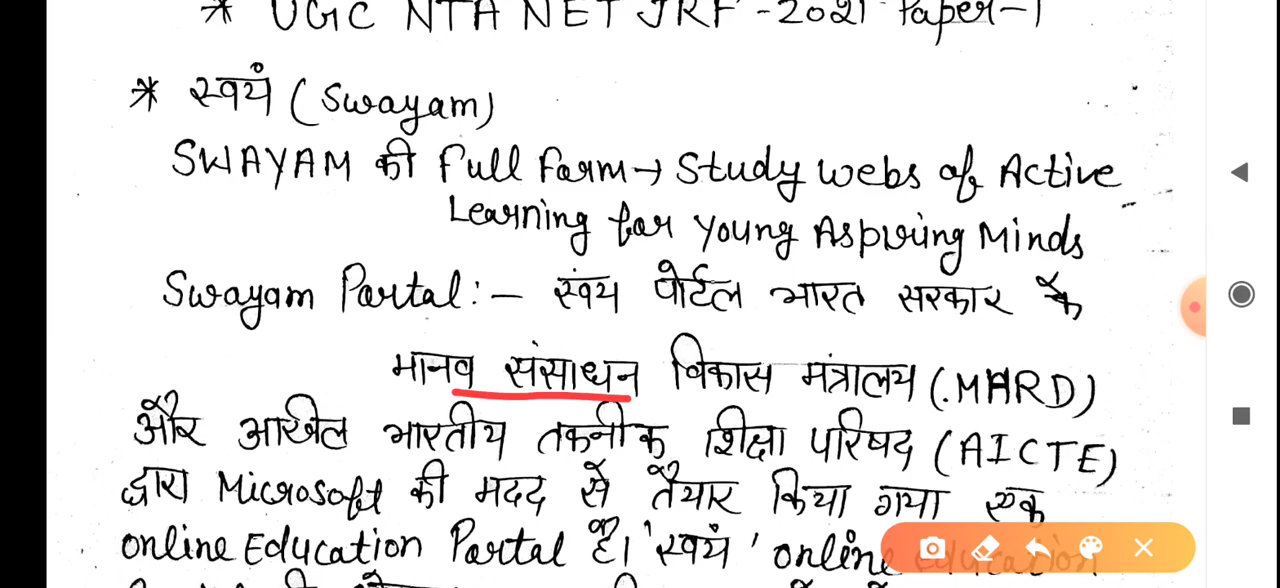 * UGC NTA NET JRF - 2021 Paper-1
* स्वयं (Swayam)
SWAYAM की Full Form → Study Webs of Active
Learning for Young Aspiring Minds
Swayam Portal :- स्वंय पोर्टल भारत सरकार के
मानव संसाधन विकास मंत्रालय (.MHRD)
और अखिल भारतीय तकनीक शिक्षा परिषद (AICTE)
द्वारा Microsoft की मदद से तैयार किया गया एक
online Education Portal है। 'स्वयं' online Education